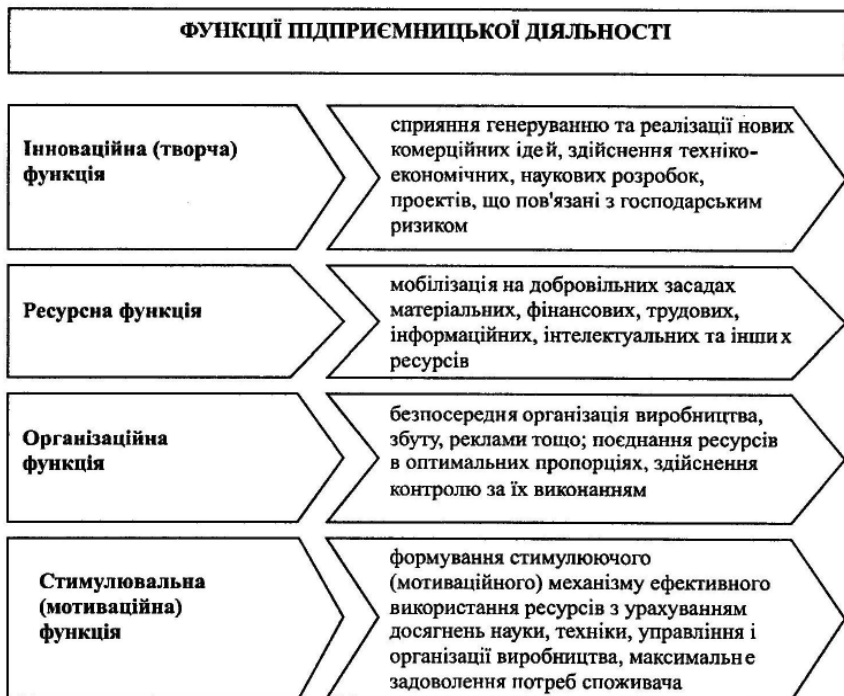 ФУНКЦІЇ ПІДПРИЄМНИЦЬКОЇ ДІЯЛЬНОСТІ
Інноваційна (творча)
функція
сприяння генеруванню та реалізації нових
комерційних ідей, здійснення техніко-
економічних, наукових розробок,
проектів, що пов'язані з господарським
ризиком
Ресурсна функція
мобілізація на добровільних засадах
матеріальних, фінансових, трудових,
інформаційних, інтелектуальних та інших
ресурсів
Організаційна
функція
безпосередня організація виробництва,
збуту, реклами тощо; поєднання ресурсів
в оптимальних пропорціях, здійснення
контролю за їх виконанням
Стимулювальна
(мотиваційна)
функція
формування стимулюючого
(мотиваційного) механізму ефективного
використання ресурсів з урахуванням
досягнень науки, техніки, управління і
організації виробництва, максимальне
задоволення потреб споживача